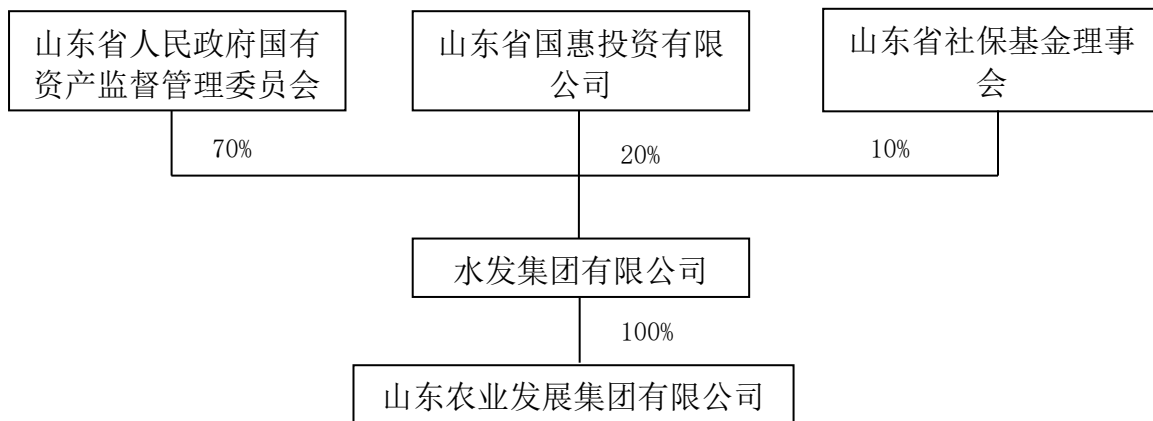 山东省人民政府国有
资产监督管理委员会
山东省国惠投资有限
公司
山东省社保基金理事
会
70%
20%
10%
水发集团有限公司
100%
山东农业发展集团有限公司